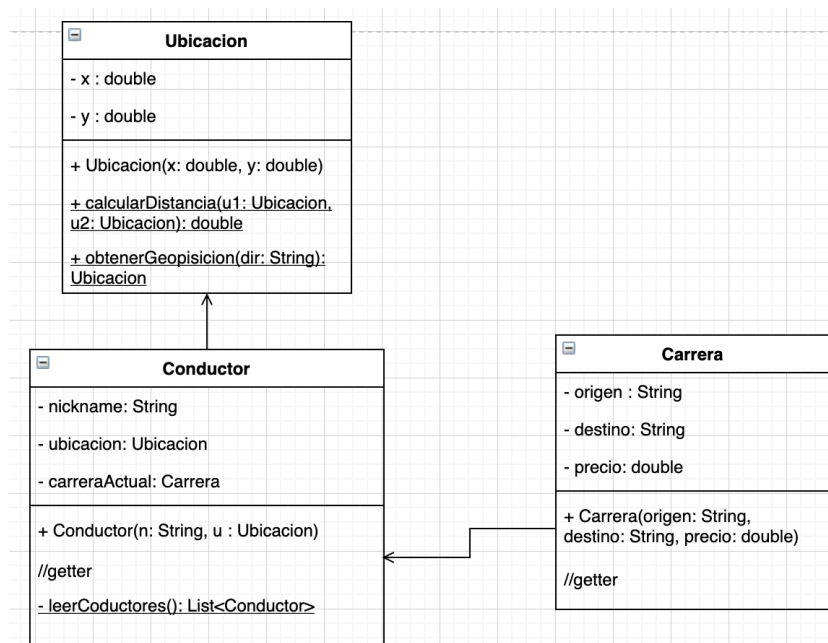 Ubicacion
- x : double
- y : double
+ Ubicacion(x: double, y: double)
+ calcularDistancia(u1: Ubicacion,
u2: Ubicacion): double
+ obtenerGeopisicion(dir: String):
Ubicacion
Conductor
- nickname: String
- ubicacion: Ubicacion
- carreraActual: Carrera
+ Conductor(n: String, u : Ubicacion)
//getter
- leerCoductores(): List<Conductor>
Carrera
- origen : String
- destino: String
- precio: double
+ Carrera(origen: String,
destino: String, precio: double)
//getter